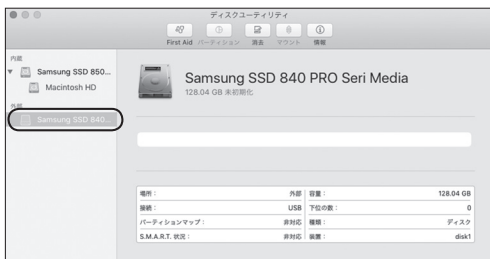 ディスクユーティリティ
First Aid パーティション 消去 マウント 情報
内蔵
Samsung SSD 850...
Macintosh HD
外部
Samsung SSD 840...
Samsung SSD 840 PRO Seri Media
128.04 GB 未初期化
場所： 外部 容量： 128.04 GB
接続： USB 下位の数： 0
パーティションマップ： 非対応 種類： ディスク
S.M.A.R.T. 状況： 非対応 装置： disk1